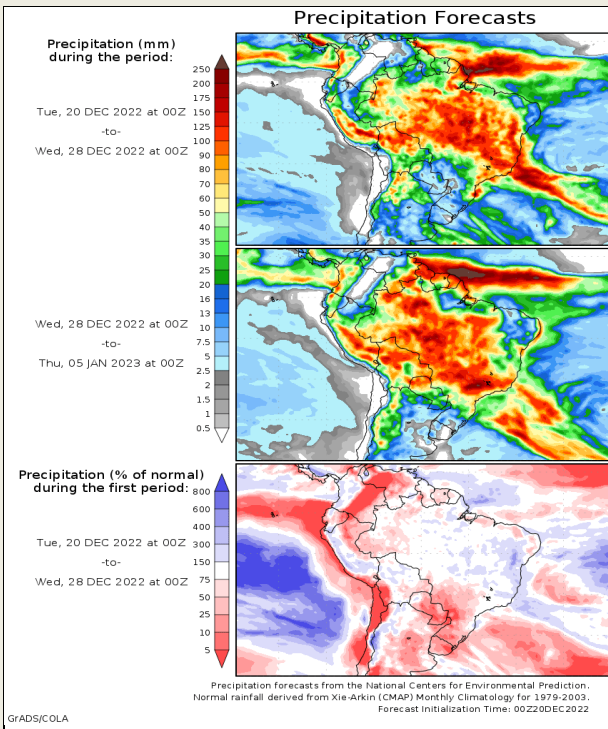 Precipitation Forecasts
Precipitation (mm)
during the period:
Tue, 20 DEC 2022 at 00Z
-to-
Wed, 28 DEC 2022 at 00Z
250
200
175
150
125
100
90
80
70
60
50
40
35
30
25
20
16
13
10
7.5
5
2.5
2
1.5
1
0.5
Wed, 28 DEC 2022 at 00Z
-to-
Thu, 05 JAN 2023 at 00Z
Precipitation (% of normal)
during the first period:
Tue, 20 DEC 2022 at 00Z
-to-
Wed, 28 DEC 2022 at 00Z
800
600
400
300
150
75
50
25
10
5
Precipitation forecasts from the National Centers for Environmental Prediction.
Normal rainfall derived from Xie-Arkin (CMAP) Monthly Climatology for 1979-2003.
Forecast Initialization Time: 00Z20DEC2022
GrADS/COLA